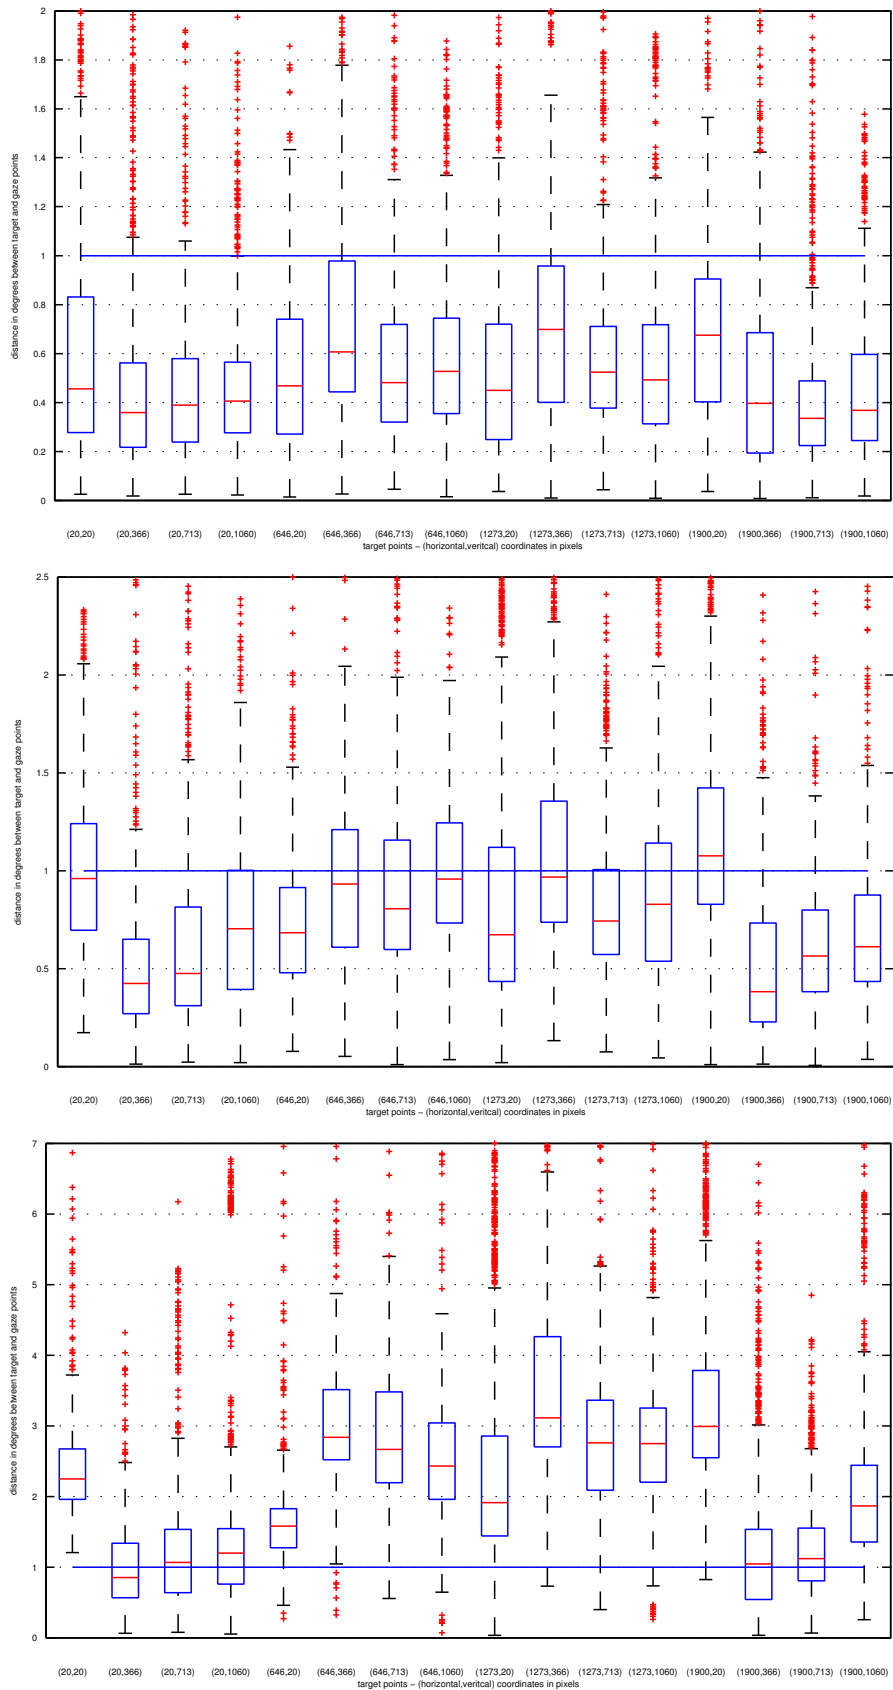 2
1.8
1.6
1.4
1.2
1
0.8
0.6
0.4
0.2
0
distance in degrees between target and gaze points
(20,20) (20,366) (20,713) (20,1060) (646,20) (646,366) (646,713) (646,1060) (1273,20) (1273,366) (1273,713) (1273,1060) (1900,20) (1900,366) (1900,713) (1900,1060)
target points − (horizontal,veritcal) coordinates in pixels
2.5
2
1.5
1
0.5
0
distance in degrees between target and gaze points
(20,20) (20,366) (20,713) (20,1060) (646,20) (646,366) (646,713) (646,1060) (1273,20) (1273,366) (1273,713) (1273,1060) (1900,20) (1900,366) (1900,713) (1900,1060)
target points − (horizontal,veritcal) coordinates in pixels
7
6
5
4
3
2
1
0
distance in degrees between target and gaze points
(20,20) (20,366) (20,713) (20,1060) (646,20) (646,366) (646,713) (646,1060) (1273,20) (1273,366) (1273,713) (1273,1060) (1900,20) (1900,366) (1900,713) (1900,1060)
target points − (horizontal,veritcal) coordinates in pixels